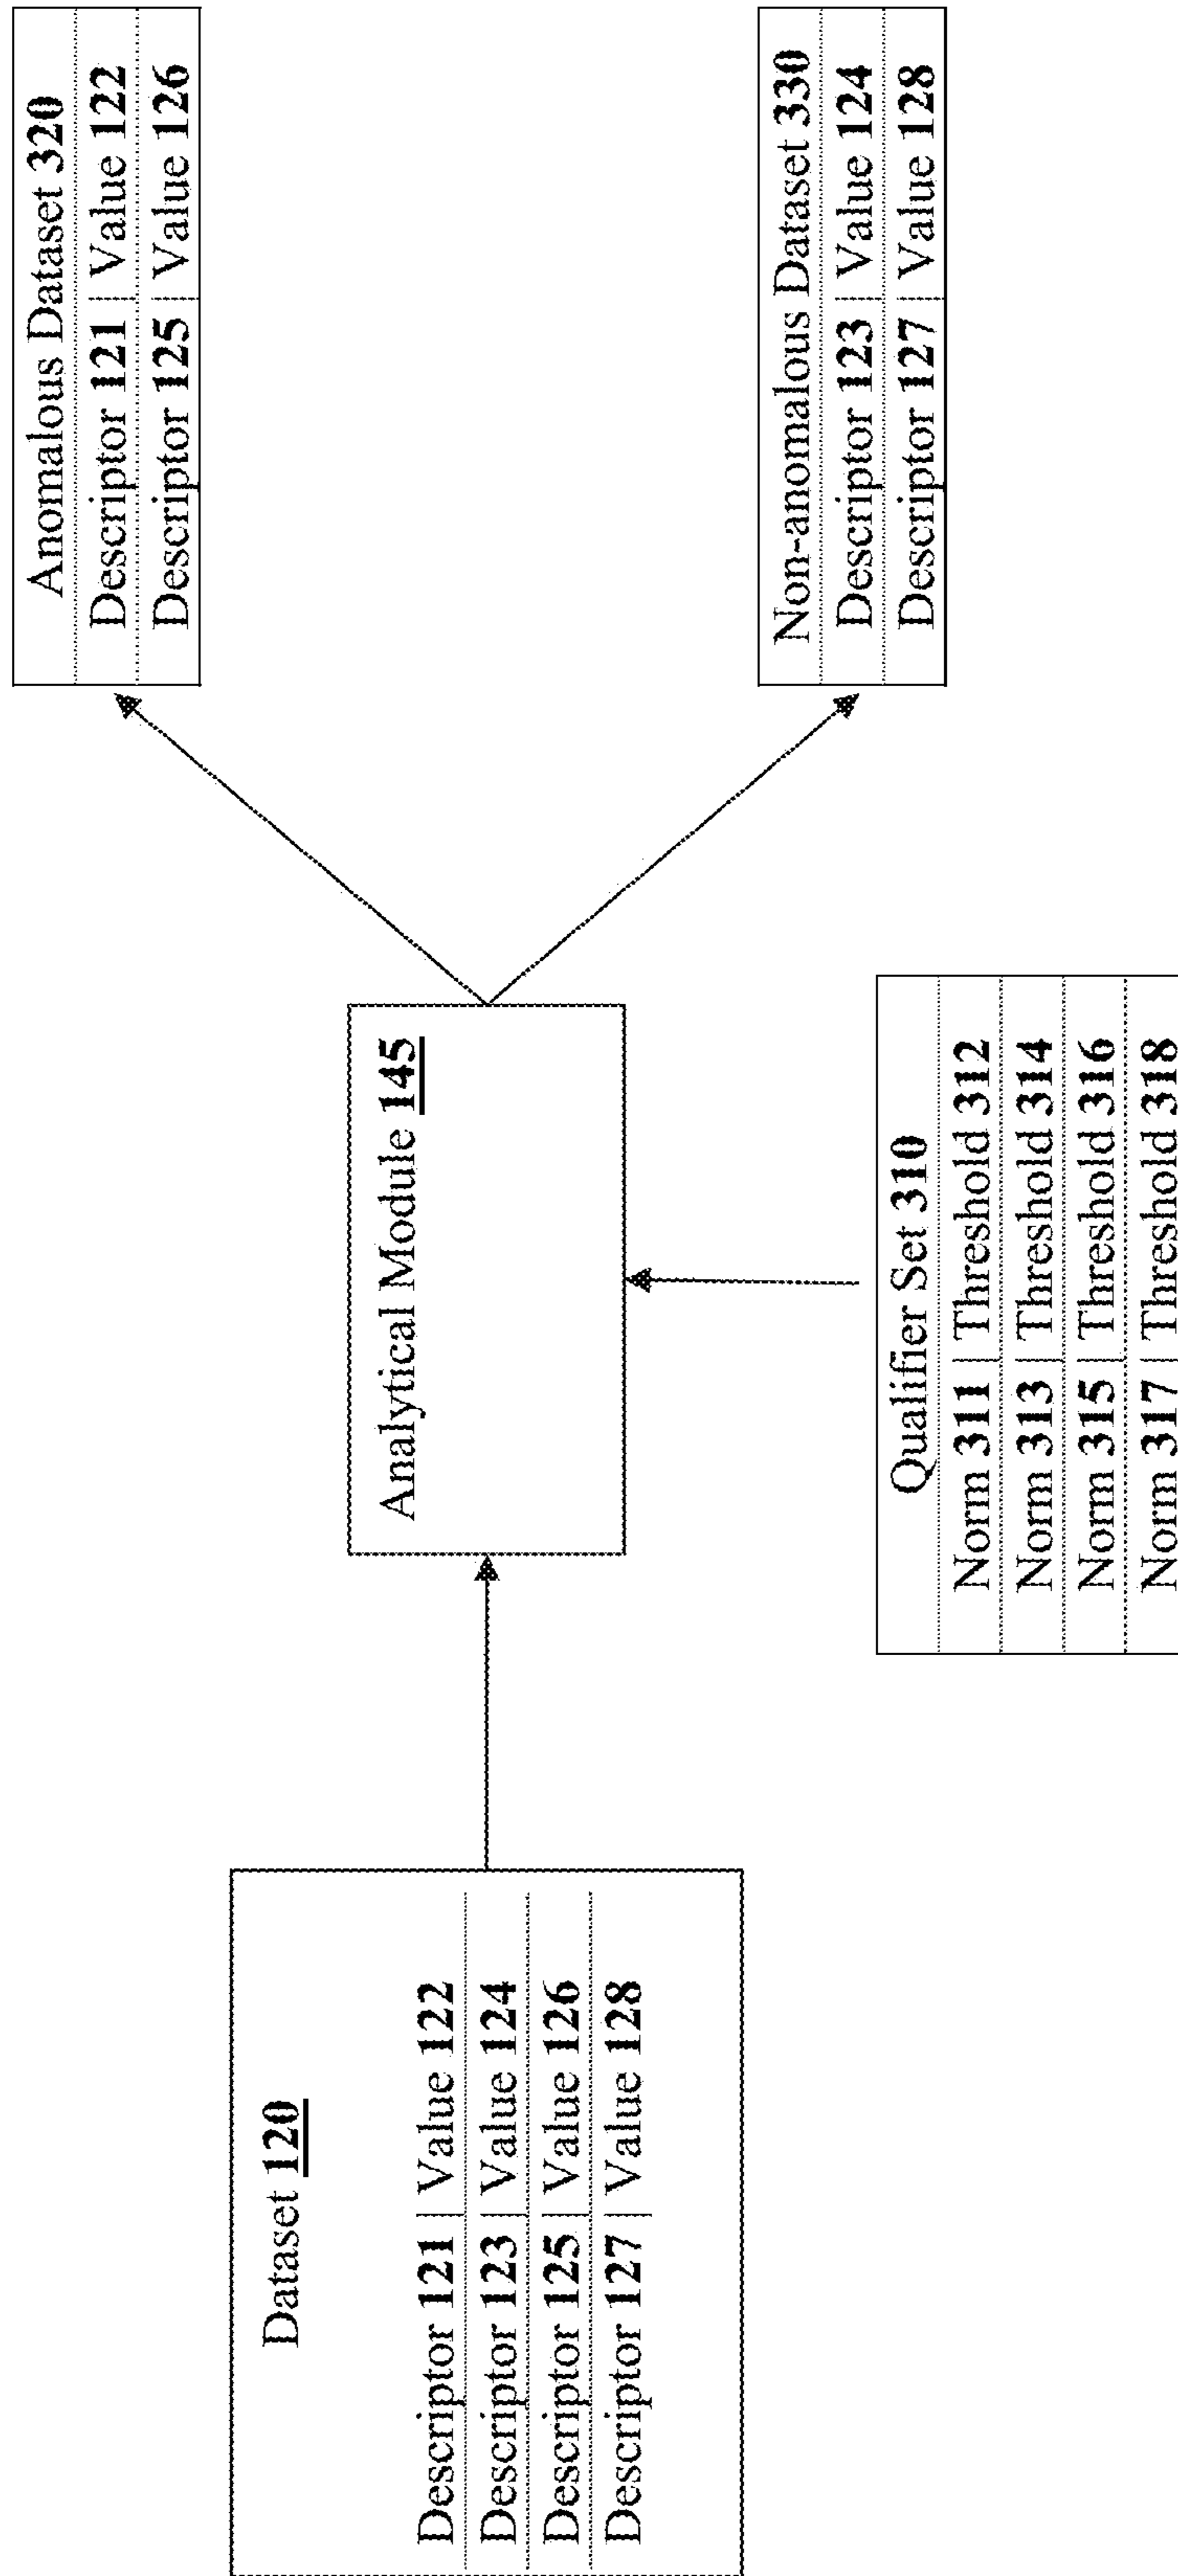 Dataset 120
Descriptor 121 Value 122
Descriptor 123 Value 124
Descriptor 125 Value 126
Descriptor 127 Value 128
Analytical Module 145
Qualifier Set 310
Norm 311 Threshold 312
Norm 313 Threshold 314
Norm 315 Threshold 316
Norm 317 Threshold 318
Anomalous Dataset 320
Descriptor 121 Value 122
Descriptor 125 Value 126
Non-anomalous Dataset 330
Descriptor 123 Value 124
Descriptor 127 Value 128